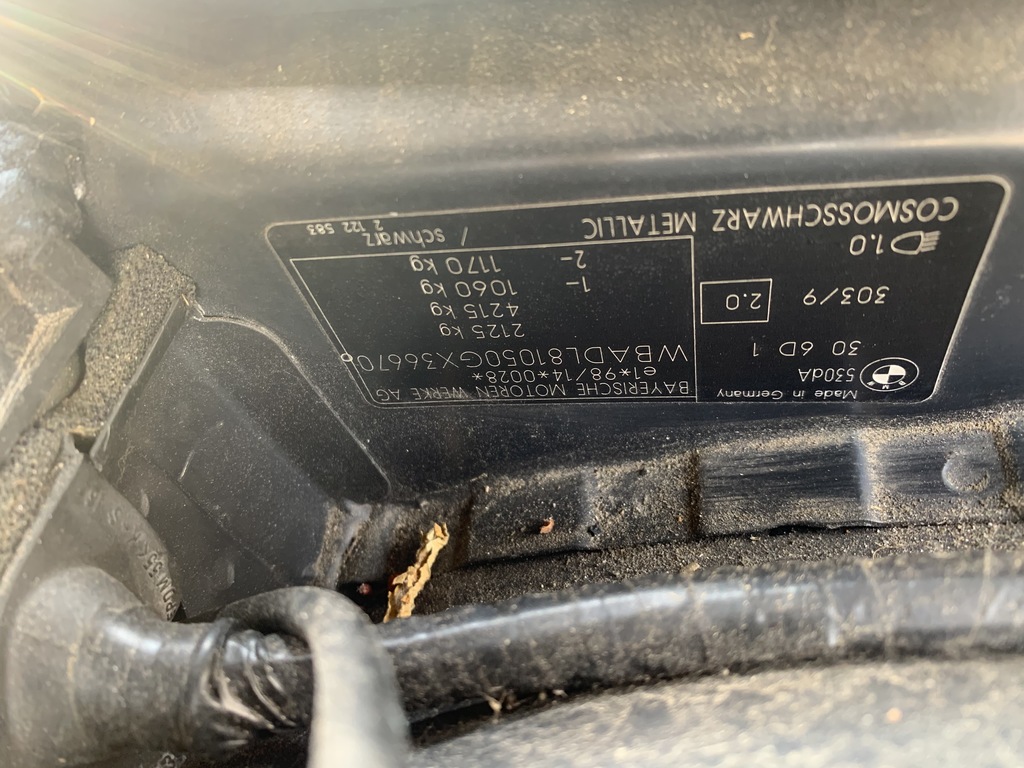 Made in Germany
BMW 530dA
30 6D 1
303/9 2.0
1.0
BAYERISCHE MOTOREN WERKE AG
e1*98/14*0028*
WBADL81050GX36670
2125 kg
4215 kg
1- 1060 kg
2- 1170 kg
COSMOSSCHWARZ METALLIC / schwarz
2 122 583